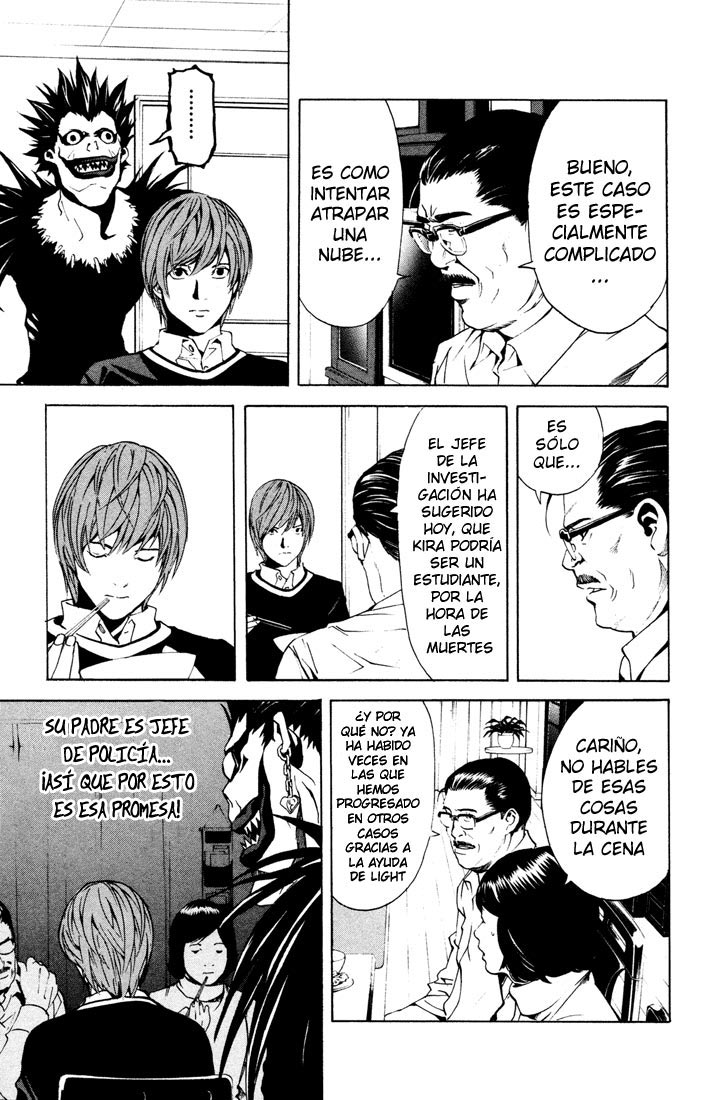 BUENO,
ESTE CASO
ES ESPE-
CIALMENTE
COMPLICADO
...
ES COMO
INTENTAR
ATRAPAR
UNA
NUBE...
........
ES
SÓLO
QUE...
EL JEFE
DE LA
INVESTI-
GACIÓN HA
SUGERIDO
HOY, QUE
KIRA PODRÍA
SER UN
ESTUDIANTE,
POR LA
HORA DE
LAS
MUERTES
CARIÑO,
NO HABLES
DE ESAS
COSAS
DURANTE
LA CENA
¿Y POR
QUÉ NO? YA
HA HABIDO
VECES EN
LAS QUE
HEMOS
PROGRESADO
EN OTROS
CASOS
GRACIAS A
LA AYUDA
DE LIGHT
SU PADRE ES JEFE
DE POLICÍA...
¡ASÍ QUE POR ESTO
ES ESA PROMESA!